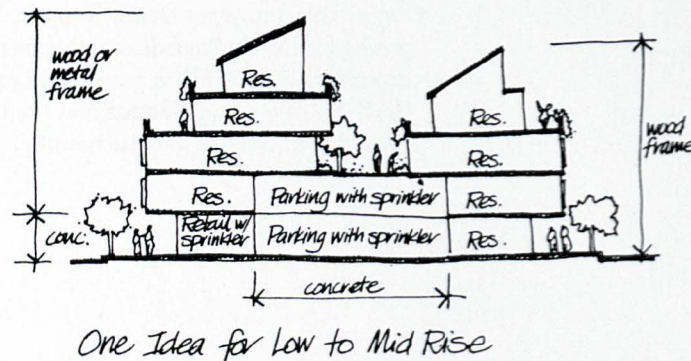 wood or
metal
frame
Res.
Res.
Res.
wood
frame
Res.
Res.
Res.
Parking with sprinkler
Res.
conc.
Retail w/
sprinkler
Parking with sprinkler
Res.
concrete
One Idea for Low to Mid Rise